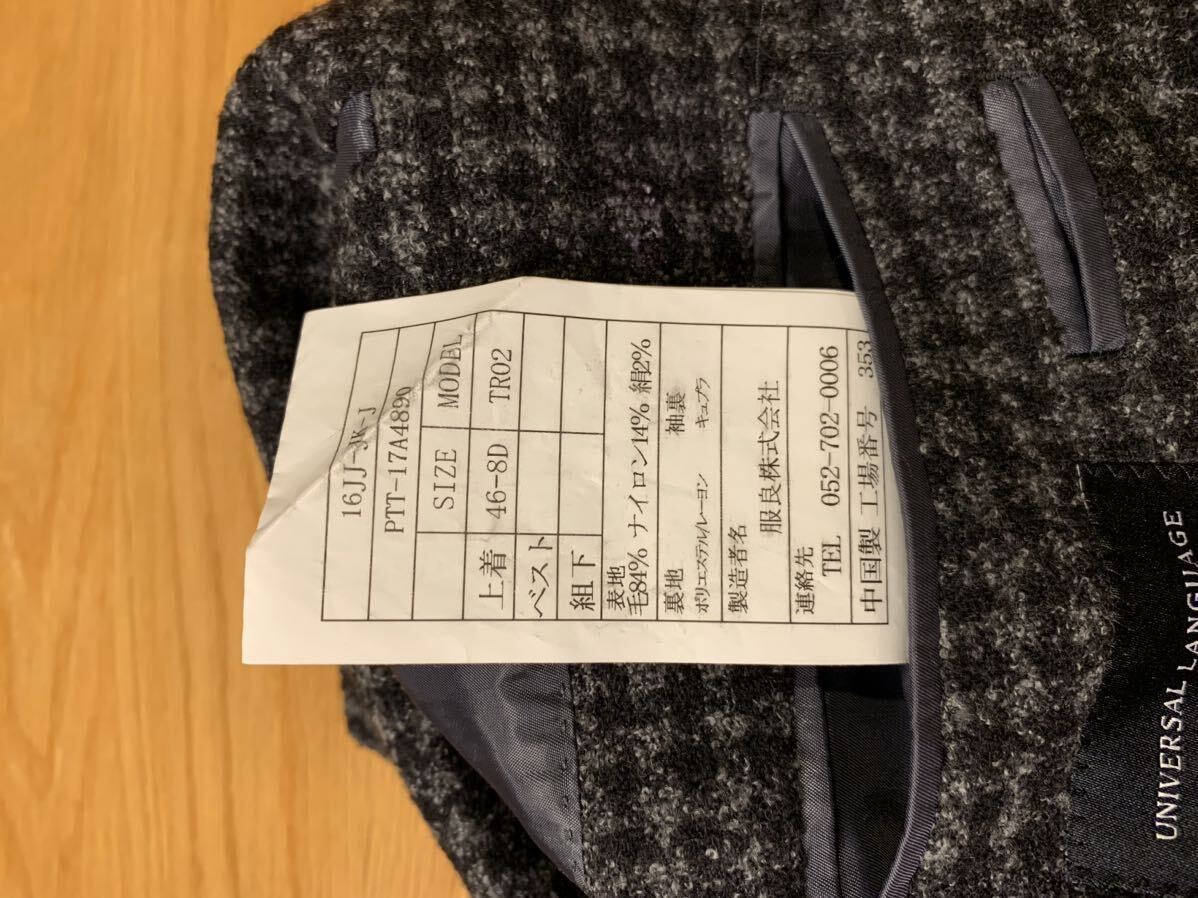 16JJ-JK-J
PTT-17A4890
SIZE MODEL
上着 46-8D TR02
ベスト
組下
表地
毛84% ナイロン14% 絹2%
裏地 袖裏
ポリエステル/レーヨン キュプラ
製造者名
服良株式会社
連絡先
TEL 052-702-0006
中国製 工場番号 353
UNIVERSAL LANGUAGE